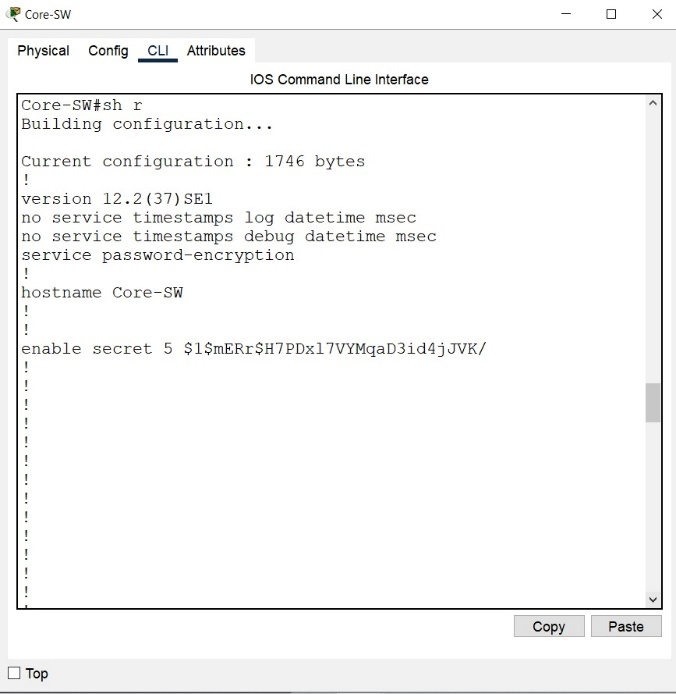 Core-SW
Physical Config CLI Attributes
IOS Command Line Interface
Core-SW#sh r
Building configuration...
Current configuration : 1746 bytes
!
version 12.2(37)SE1
no service timestamps log datetime msec
no service timestamps debug datetime msec
service password-encryption
!
hostname Core-SW
!
!
enable secret 5 $1$mERr$H7PDxl7VYMqaD3id4jJVK/
!
!
!
!
!
!
!
!
!
!
!
!
!
!
Copy Paste
Top